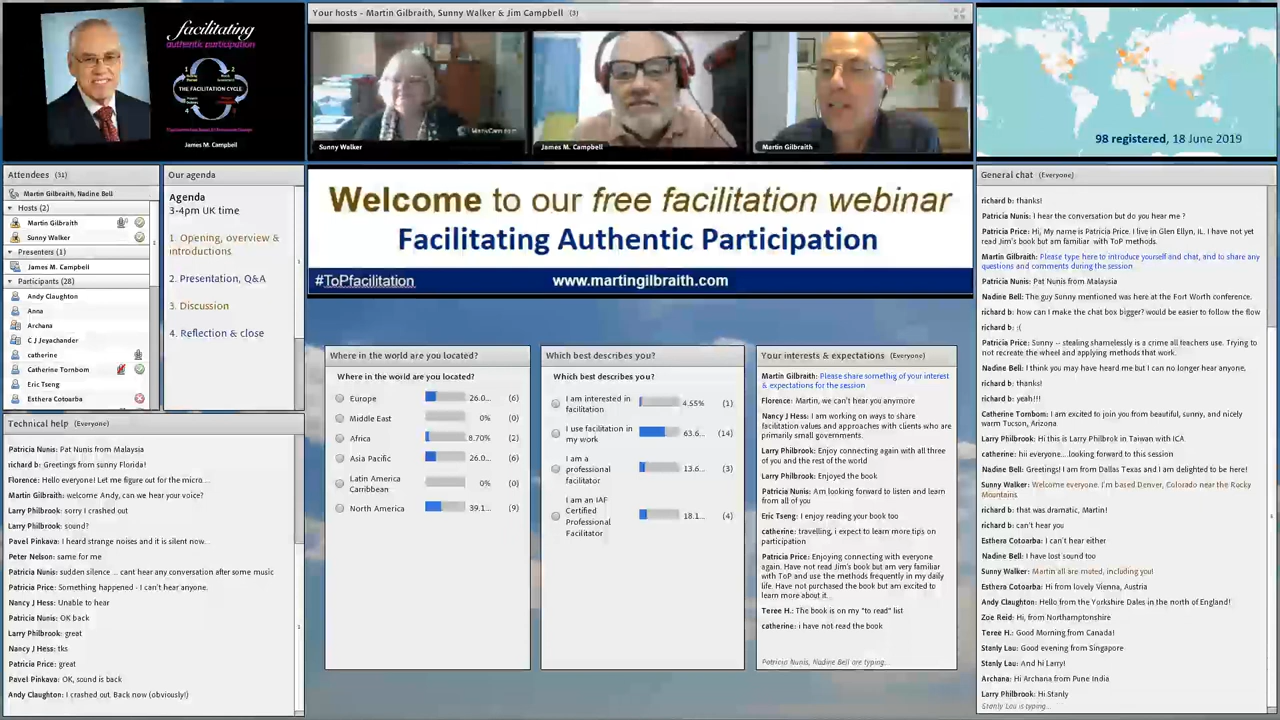 facilitating
authentic participation
THE FACILITATION CYCLE
James M. Campbell
Your hosts - Martin Gilbraith, Sunny Walker & Jim Campbell (3)
Sunny Walker
James M. Campbell
Martin Gilbraith
98 registered, 18 June 2019
Attendees (31)
Martin Gilbraith, Nadine Bell
Hosts (2)
Martin Gilbraith
Sunny Walker
Presenters (1)
James M. Campbell
Participants (28)
Andy Claughton
Anna
Archana
C J Jeyachander
catherine
Catherine Tornbom
Eric Tseng
Esthera Cotoarba
Our agenda
Agenda
3-4pm UK time
1. Opening, overview &
introductions
2. Presentation, Q&A
3. Discussion
4. Reflection & close
Technical help (Everyone)
Patricia Nunis: Pat Nunis from Malaysia
richard b: Greetings from sunny Florida!
Florence: Hello everyone! Let me figure out for the micro...
Martin Gilbraith: welcome Andy, can we hear your voice?
Larry Philbrook: sorry I crashed out
Larry Philbrook: sound?
Pavel Pinkava: I heard strange noises and it is silent now...
Peter Nelson: same for me
Patricia Nunis: sudden silence ... cant hear any conversation after some music
Patricia Price: Something happened - I can't hear anyone.
Nancy J Hess: Unable to hear
Patricia Nunis: OK back
Larry Philbrook: great
Nancy J Hess: tks
Patricia Price: great
Pavel Pinkava: OK, sound is back
Andy Claughton: I crashed out. Back now (obviously!)
Welcome to our free facilitation webinar
Facilitating Authentic Participation
#ToPfacilitation
www.martingilbraith.com
Where in the world are you located?
Where in the world are you located?
Europe 26.0... (6)
Middle East 0% (0)
Africa 8.70% (2)
Asia Pacific 26.0... (6)
Latin America
Carribbean 0% (0)
North America 39.1... (9)
Which best describes you?
Which best describes you?
I am interested in
facilitation 4.55% (1)
I use facilitation in
my work 63.6... (14)
I am a
professional
facilitator 13.6... (3)
I am an IAF
Certified
Professional
Facilitator 18.1... (4)
Your interests & expectations (Everyone)
Martin Gilbraith: Please share somethig of your interest
& expectations for the session
Florence: Martin, we can't hear you anymore
Nancy J Hess: I am working on ways to share
facilitation values and approaches with clients who are
primarily small governments.
Larry Philbrook: Enjoy connecting again with all three
of you and the rest of the world
Larry Philbrook: Enjoyed the book
Patricia Nunis: Am looking forward to listen and learn
from all of you
Eric Tseng: I enjoy reading your book too
catherine: travelling, i expect to learn more tips on
participation
Patricia Price: Enjoying connecting with everyone
again. Have not read Jim's book but am very familiar
with ToP and use the methods frequently in my daily
life. Have not purchased the book but am excited to
learn more about it..
Teree H.: The book is on my "to read" list
catherine: i have not read the book
Patricia Nunis, Nadine Bell are typing...
General chat (Everyone)
richard b: thanks!
Patricia Nunis: I hear the conversation but do you hear me ?
Patricia Price: Hi, My name is Patricia Price. I live in Glen Ellyn, IL. I have not yet
read Jim's book but am familiar with ToP methods.
Martin Gilbraith: Please type here to introduce yourself and chat, and to share any
questions and comments during the session
Patricia Nunis: Pat Nunis from Malaysia
Nadine Bell: The guy Sunny mentioned was here at the Fort Worth conference.
richard b: how can I make the chat box bigger? would be easier to follow the flow
richard b: :(
Patricia Price: Sunny -- stealing shamelessly is a crime all teachers use. Trying to
not recreate the wheel and applying methods that work.
Nadine Bell: I think you may have heard me but I can no longer hear anyone,
richard b: thanks!
richard b: yeah!!!
Catherine Tornbom: I am excited to join you from beautiful, sunny, and nicely
warm Tucson, Arizona
Larry Philbrook: Hi this is Larry Philbrok in Taiwan with ICA
catherine: hii everyone....looking forward to this session
Nadine Bell: Greetings! I am from Dallas Texas and I am delighted to be here!
Sunny Walker: Welcome everyone. I'm based Denver, Colorado near the Rocky
Mountains.
richard b: that was dramatic, Martin!
richard b: can't hear you
Esthera Cotoarba: I can't hear either
Nadine Bell: I have lost sound too
Sunny Walker: Martin all are muted, including you!
Esthera Cotoarba: Hi from lovely Vienna, Austria
Andy Claughton: Hello from the Yorkshire Dales in the north of England!
Zoe Reid: Hi, from Northamptonshire
Teree H.: Good Morning from Canada!
Stanly Lau: Good evening from Singapore
Stanly Lau: And hi Larry!
Archana: Hi Archana from Pune India
Larry Philbrook: Hi Stanly
Stanly Lau is typing...